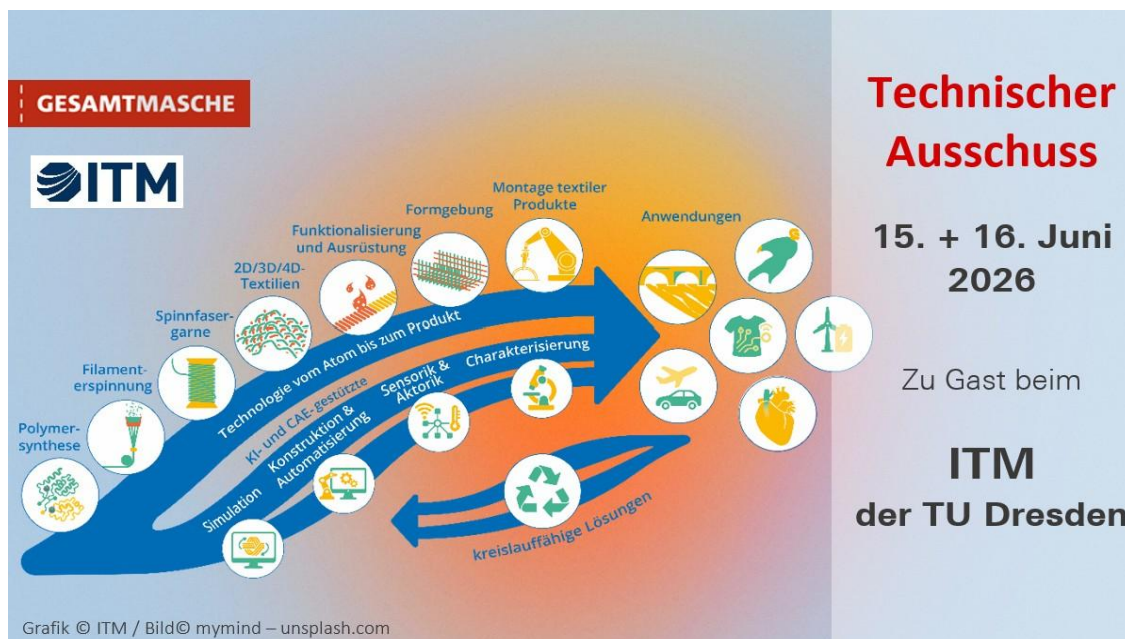 GESAMTMASCHE
ITM
Technischer
Ausschuss
15. + 16. Juni
2026
Zu Gast beim
ITM
der TU Dresden
Montage textiler
Produkte
Formgebung
Funktionalisierung
und Ausrüstung
2D/3D/4D-
Textilien
Spinnfaser-
garne
Filament-
erspinnung
Polymer-
synthese
Anwendungen
Technologie vom Atom bis zum Produkt
KI- und CAE-gestützte
Simulation
Konstruktion &
Automatisierung
Sensorik &
Aktorik
Charakterisierung
kreislauffähige Lösungen
Grafik © ITM / Bild© mymind – unsplash.com